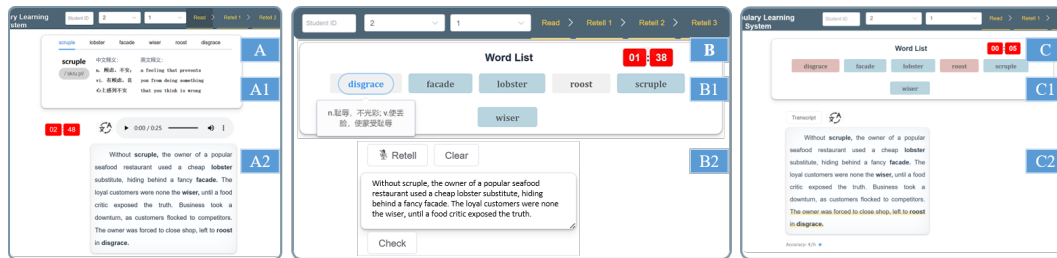 ry Learning
stem
Student ID
2
1
Read > Retell 1 > Retell 2
scruple lobster facade wiser roost disgrace
A
scruple
中文释义:
英文释义:
n. 顾虑, 不安;
a feeling that prevents
vi. 有顾虑, 且
you from doing something
心上感到不安
that you think is wrong
A1
02 : 48
0:00 / 0:25
A2
Without scruple, the owner of a popular
seafood restaurant used a cheap lobster
substitute, hiding behind a fancy facade. The
loyal customers were none the wiser, until a food
critic exposed the truth. Business took a
downturn, as customers flocked to competitors.
The owner was forced to close shop, left to roost
in disgrace.
Student ID
2
1
Read > Retell 1 > Retell 2 > Retell 3
Word List
01 : 38
B
disgrace facade lobster roost scruple
B1
n.耻辱、不光彩; v.使丢
脸、使蒙受耻辱
wiser
Retell
Clear
B2
Without scruple, the owner of a popular seafood
restaurant used a cheap lobster substitute, hiding
behind a fancy facade. The loyal customers were none
the wiser, until a food critic exposed the truth.
Check
bulary Learning
System
Student ID
2
1
Read > Retell 1 > Retell 2 >
Word List
00 : 05
C
disgrace facade lobster roost scruple
C1
wiser
Transcript
C2
Without scruple, the owner of a popular
seafood restaurant used a cheap lobster
substitute, hiding behind a fancy facade. The
loyal customers were none the wiser, until a food
critic exposed the truth. Business took a
downturn, as customers flocked to competitors.
The owner was forced to close shop, left to roost
in disgrace.
Accuracy: 4/6